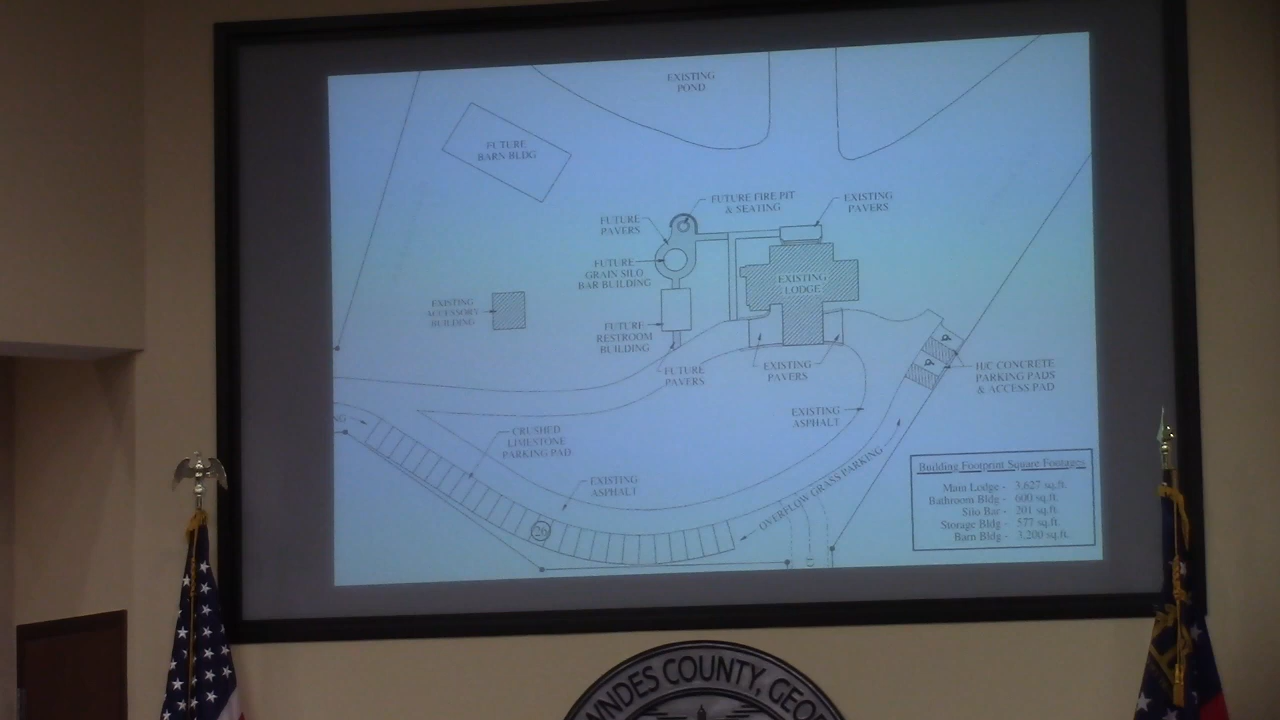 EXISTING
POND
FUTURE
BARN BLDG
FUTURE FIRE PIT
& SEATING
EXISTING
PAVERS
FUTURE
PAVERS
FUTURE
GRAIN SILO
BAR BUILDING
EXISTING
LODGE
EXISTING
ACCESSORY
BUILDING
FUTURE
RESTROOM
BUILDING
FUTURE
PAVERS
EXISTING
PAVERS
H/C CONCRETE
PARKING PADS
& ACCESS PAD
EXISTING
ASPHALT
CRUSHED
LIMESTONE
PARKING PAD
EXISTING
ASPHALT
OVERFLOW GRASS PARKING
26
Building Footprint Square Footages
Main Lodge - 3,627 sq.ft.
Bathroom Bldg - 600 sq.ft.
Silo Bar - 201 sq.ft.
Storage Bldg - 577 sq.ft.
Barn Bldg - 3,200 sq.ft.
WNDES COUNTY, GEOR